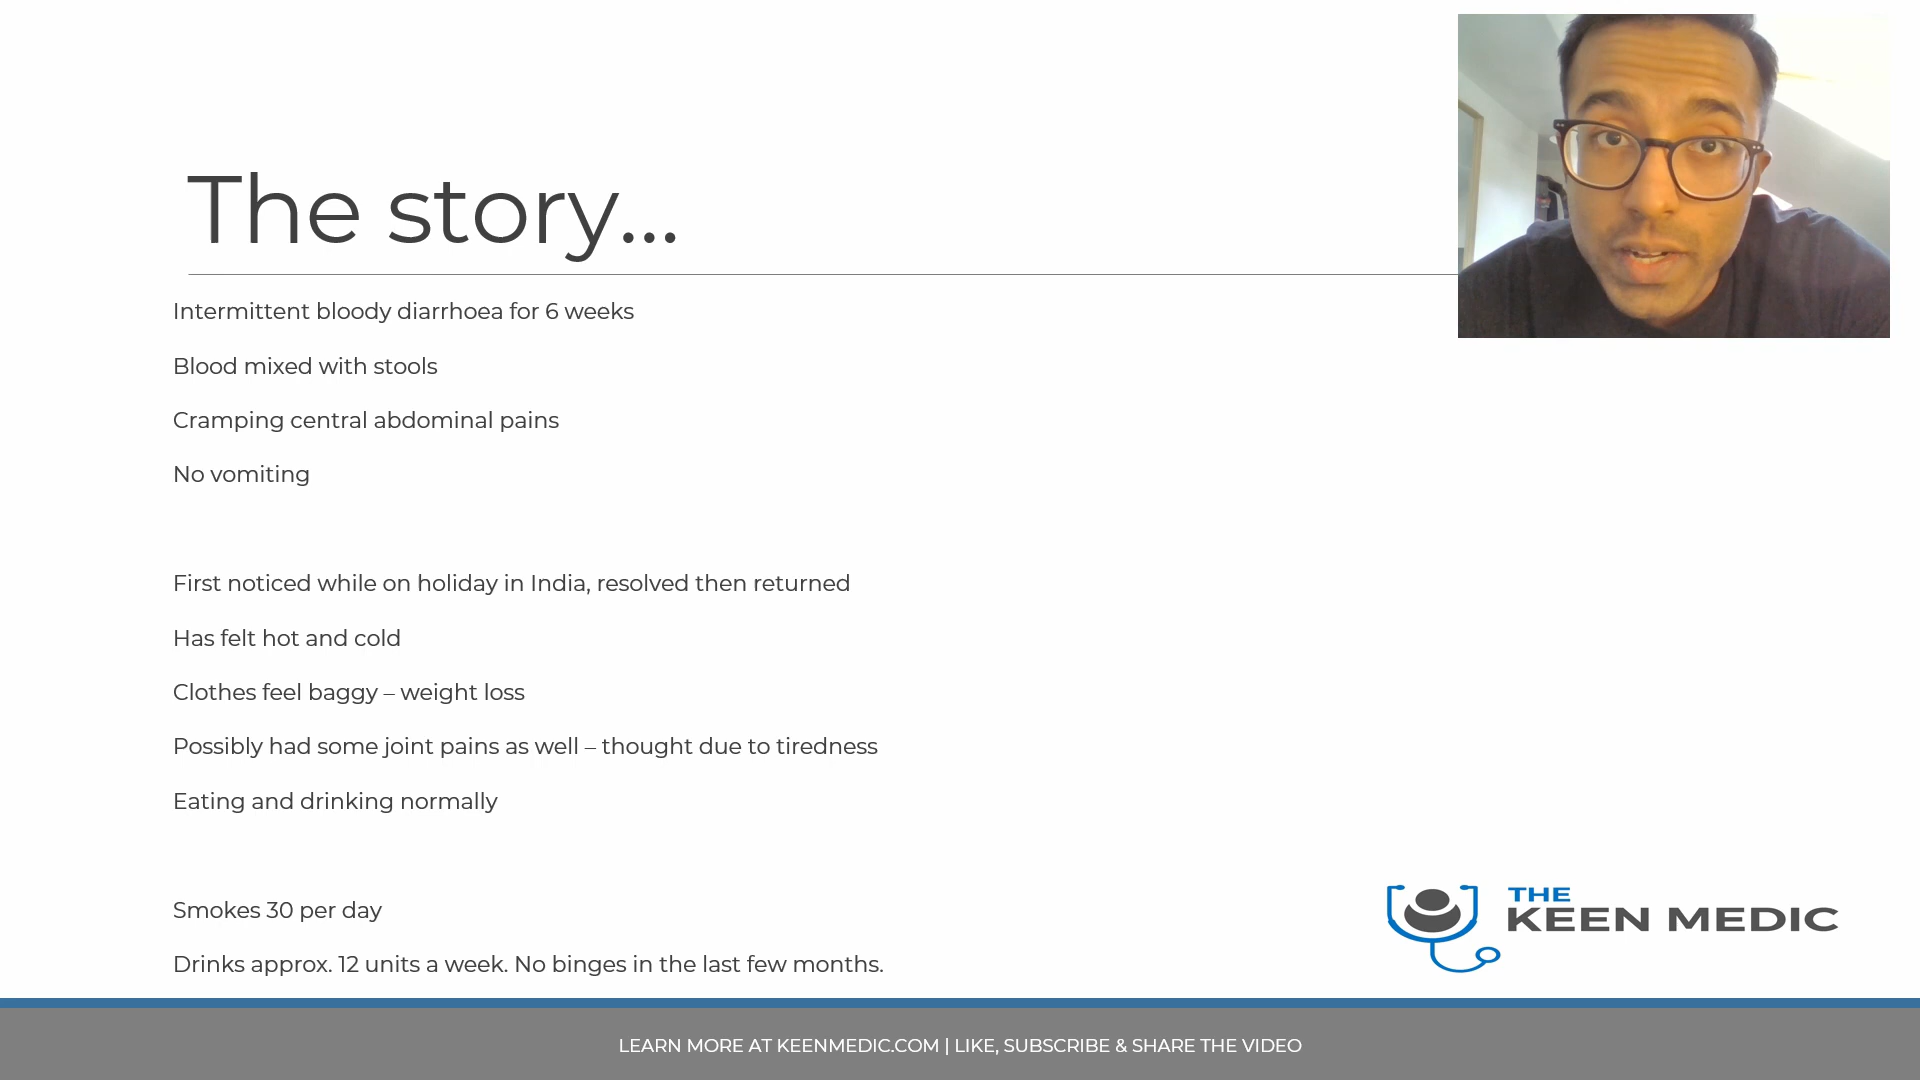 The story...
Intermittent bloody diarrhoea for 6 weeks
Blood mixed with stools
Cramping central abdominal pains
No vomiting
First noticed while on holiday in India, resolved then returned
Has felt hot and cold
Clothes feel baggy – weight loss
Possibly had some joint pains as well – thought due to tiredness
Eating and drinking normally
Smokes 30 per day
Drinks approx. 12 units a week. No binges in the last few months.
THE
KEEN MEDIC
LEARN MORE AT KEENMEDIC.COM | LIKE, SUBSCRIBE & SHARE THE VIDEO